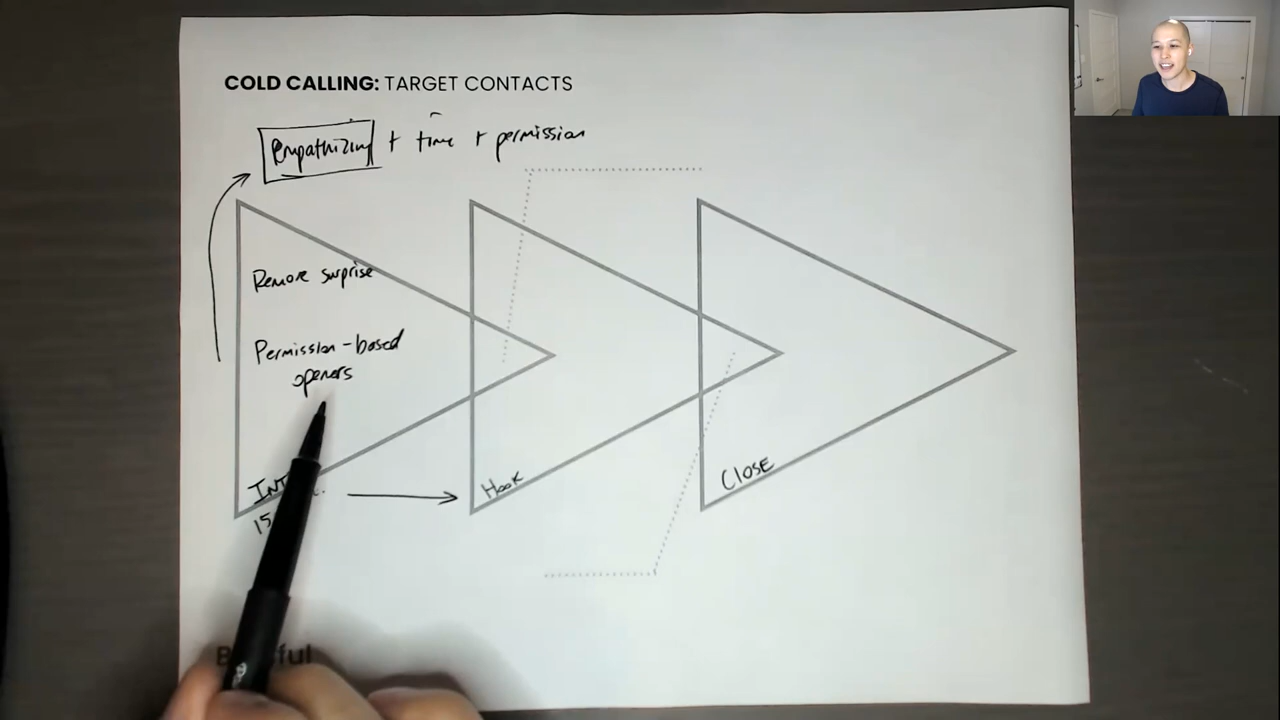 COLD CALLING: TARGET CONTACTS
empathizing + time + permission
Remove surprise
Permission-based
openers
Hook
CLOSE